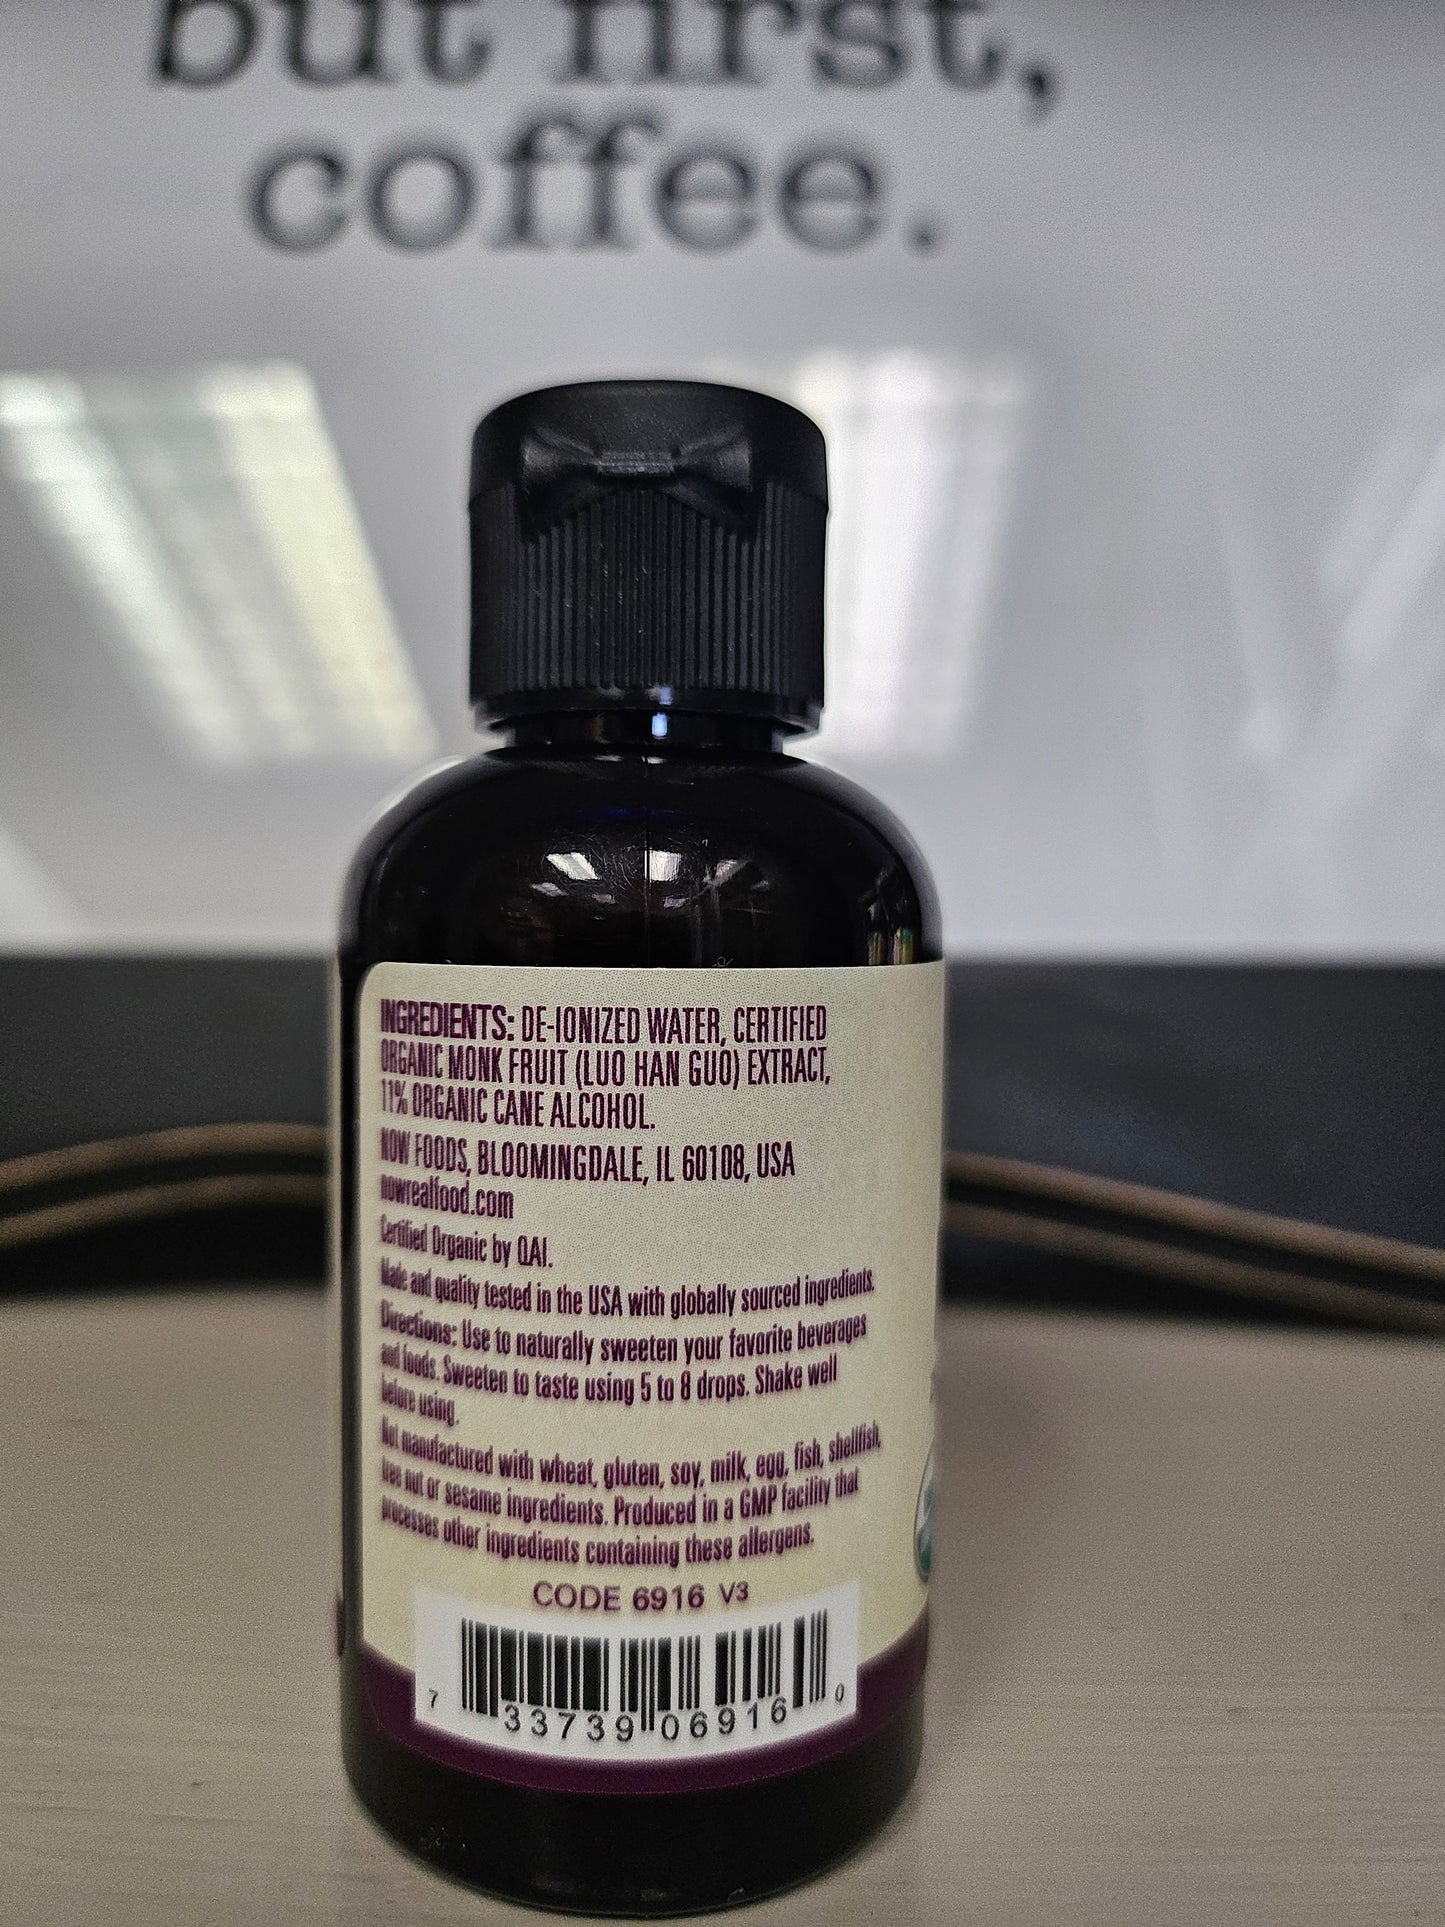 but first,
coffee.
INGREDIENTS: DE-IONIZED WATER, CERTIFIED
ORGANIC MONK FRUIT (LUO HAN GUO) EXTRACT,
11% ORGANIC CANE ALCOHOL.
NOW FOODS, BLOOMINGDALE, IL 60108, USA
nowrealfood.com
Certified Organic by QAI.
Made and quality tested in the USA with globally sourced ingredients.
Directions: Use to naturally sweeten your favorite beverages
and foods. Sweeten to taste using 5 to 8 drops. Shake well
before using.
Not manufactured with wheat, gluten, soy, milk, egg, fish, shellfish,
tree nut or sesame ingredients. Produced in a GMP facility that
processes other ingredients containing these allergens.
CODE 6916 V3
7 33739 06916 0